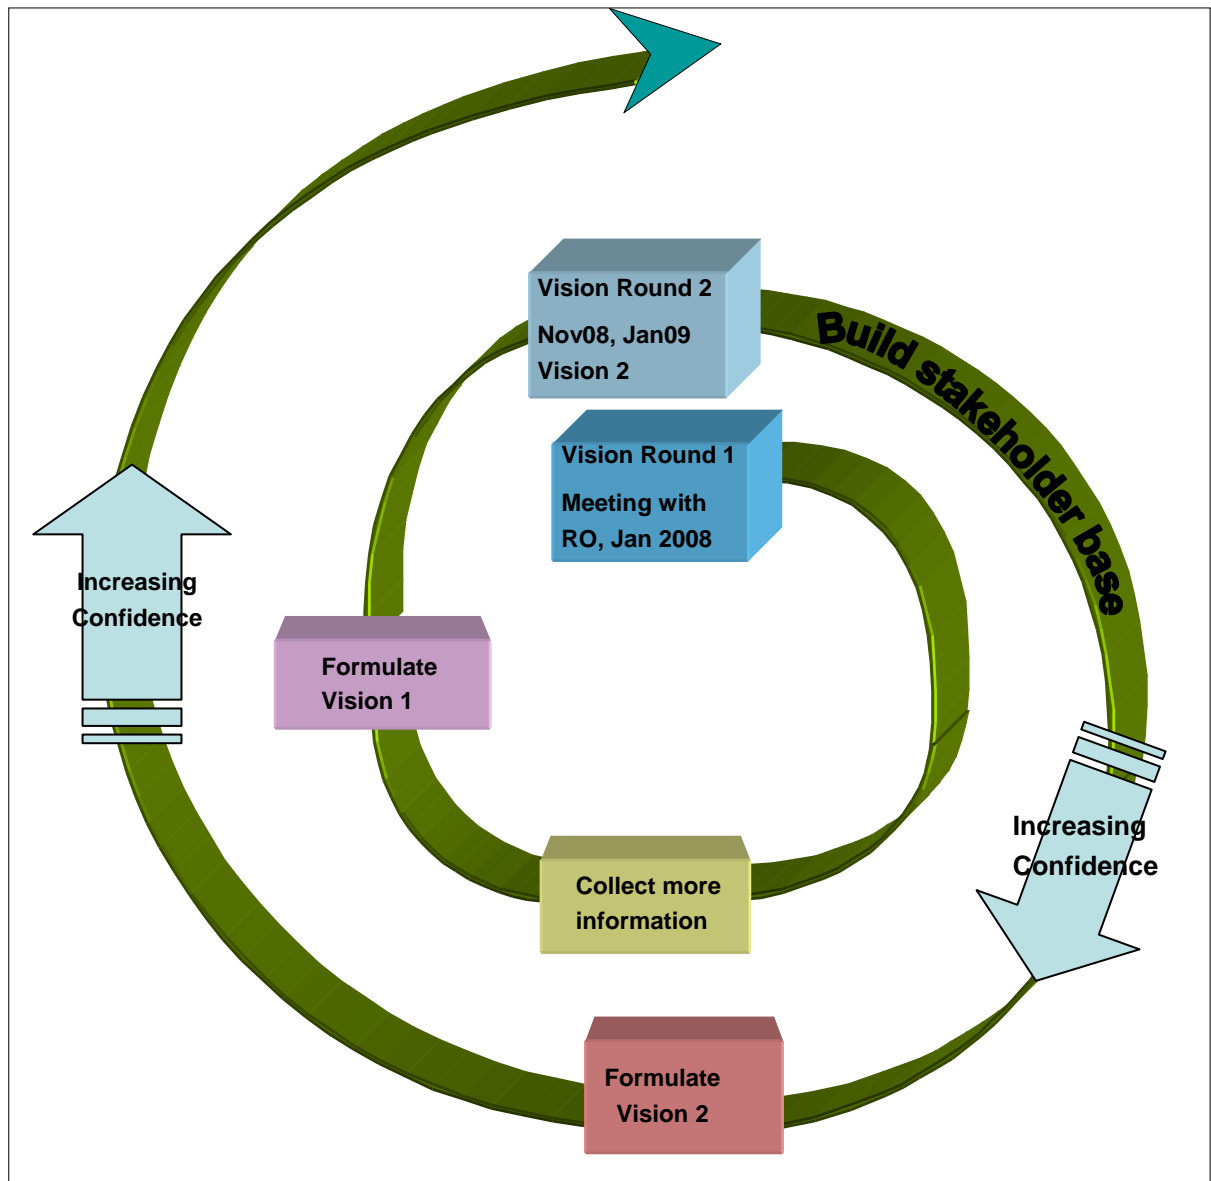 Vision Round 2
Nov08, Jan09
Vision 2
Build stakeholder base
Vision Round 1
Meeting with
RO, Jan 2008
Increasing
Confidence
Formulate
Vision 1
Increasing
Confidence
Collect more
information
Formulate
Vision 2